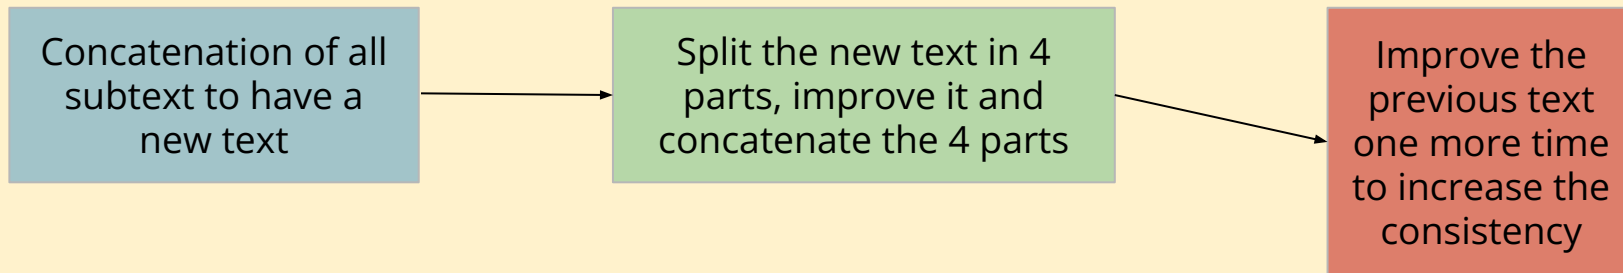 Concatenation of all
subtext to have a
new text
Split the new text in 4
parts, improve it and
concatenate the 4 parts
Improve the
previous text
one more time
to increase the
consistency